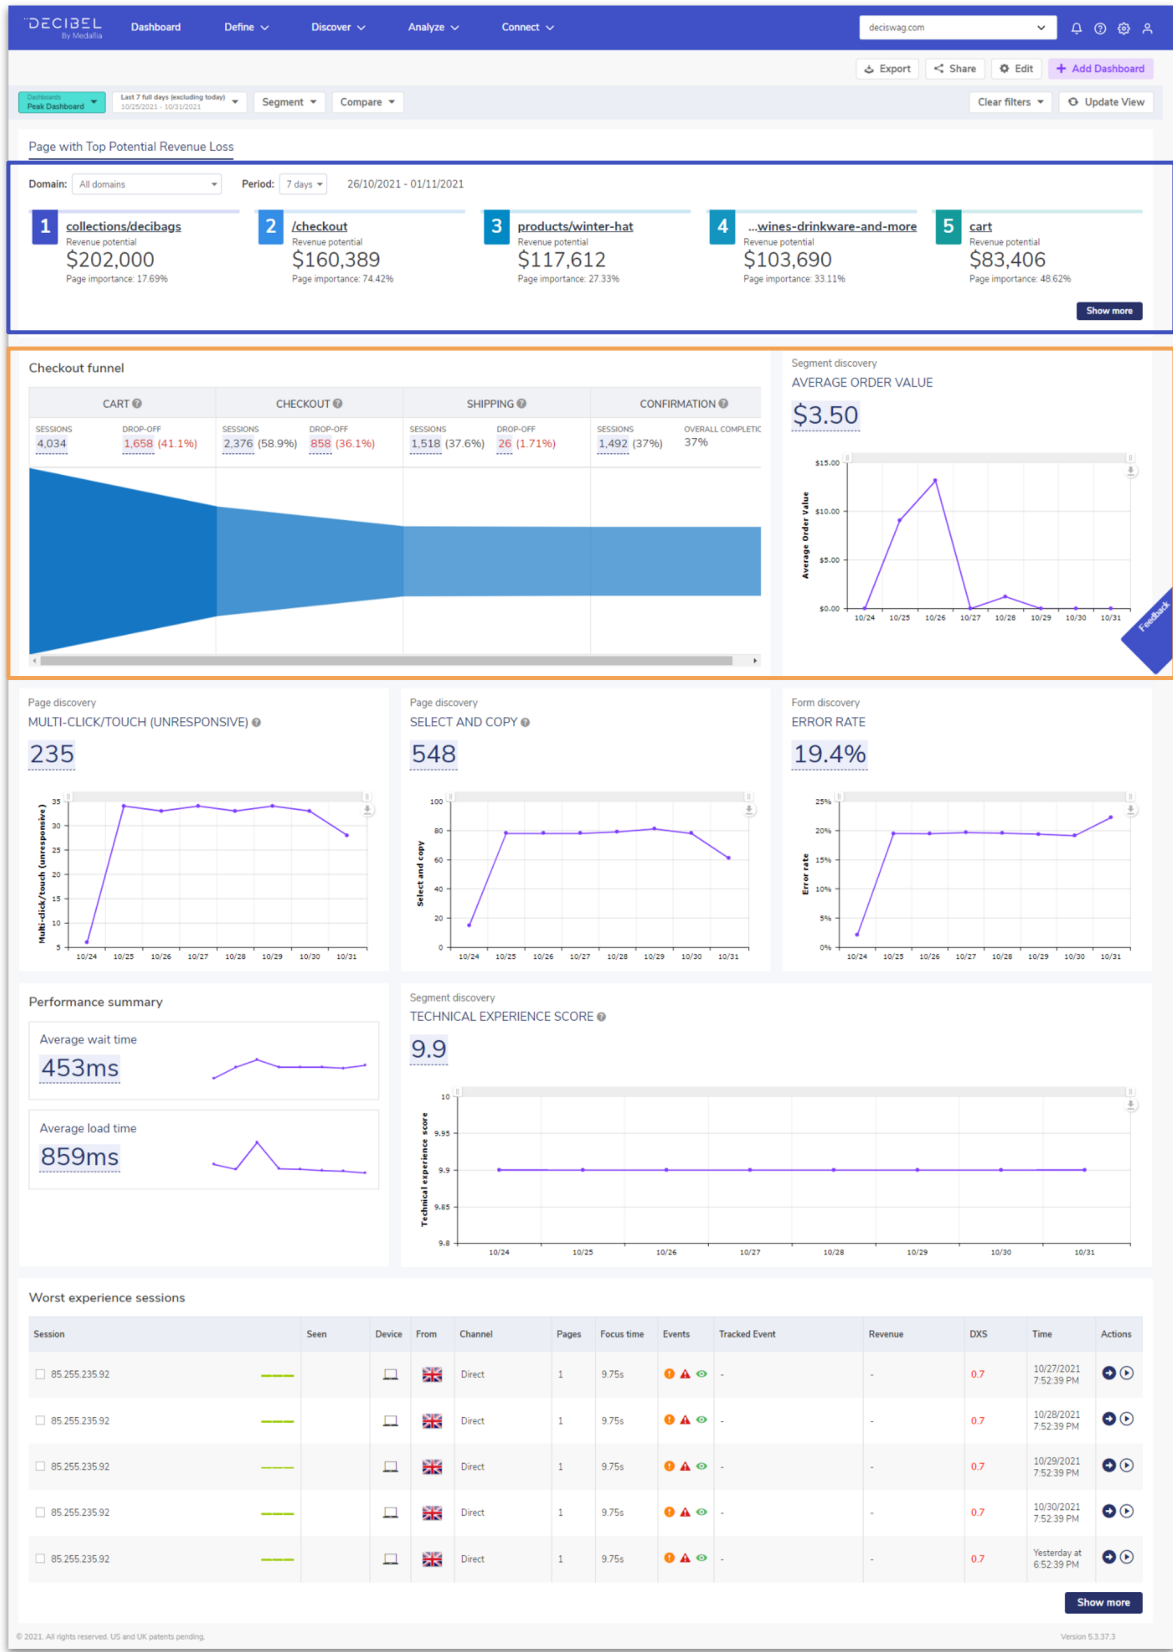 DECIBEL
By Medallia
Dashboard Define Discover Analyze Connect deciswag.com
Export Share Edit + Add Dashboard
Dashboards
Peak Dashboard
Last 7 full days (excluding today)
10/25/2021 - 10/31/2021
Segment Compare Clear filters Update View
Page with Top Potential Revenue Loss
Domain: All domains Period: 7 days 26/10/2021 - 01/11/2021
1 collections/decibags
Revenue potential
$202,000
Page importance: 17.69%
2 /checkout
Revenue potential
$160,389
Page importance: 74.42%
3 products/winter-hat
Revenue potential
$117,612
Page importance: 27.33%
4 ...wines-drinkware-and-more
Revenue potential
$103,690
Page importance: 33.11%
5 cart
Revenue potential
$83,406
Page importance: 48.62%
Show more
Checkout funnel
CART CHECKOUT SHIPPING CONFIRMATION
SESSIONS DROP-OFF SESSIONS DROP-OFF SESSIONS DROP-OFF SESSIONS OVERALL COMPLETIC
4,034 1,658 (41.1%) 2,376 (58.9%) 858 (36.1%) 1,518 (37.6%) 26 (1.71%) 1,492 (37%) 37%
Segment discovery
AVERAGE ORDER VALUE
$3.50
Average Order Value
$15.00
$10.00
$5.00
$0.00
10/24 10/25 10/26 10/27 10/28 10/29 10/30 10/31
Feedback
Page discovery
MULTI-CLICK/TOUCH (UNRESPONSIVE)
235
Multi-click/touch (unresponsive)
35
30
25
20
15
10
5
10/24 10/25 10/26 10/27 10/28 10/29 10/30 10/31
Page discovery
SELECT AND COPY
548
Select and copy
100
80
60
40
20
0
10/24 10/25 10/26 10/27 10/28 10/29 10/30 10/31
Form discovery
ERROR RATE
19.4%
Error rate
25%
20%
15%
10%
5%
0%
10/24 10/25 10/26 10/27 10/28 10/29 10/30 10/31
Performance summary
Average wait time
453ms
Average load time
859ms
Segment discovery
TECHNICAL EXPERIENCE SCORE
9.9
Technical experience score
10
9.95
9.9
9.85
9.8
10/24 10/25 10/26 10/27 10/28 10/29 10/30 10/31
Worst experience sessions
Session Seen Device From Channel Pages Focus time Events Tracked Event Revenue DXS Time Actions
85.255.235.92 Direct 1 9.75s - - 0.7 10/27/2021
7:52:39 PM
85.255.235.92 Direct 1 9.75s - - 0.7 10/28/2021
7:52:39 PM
85.255.235.92 Direct 1 9.75s - - 0.7 10/29/2021
7:52:39 PM
85.255.235.92 Direct 1 9.75s - - 0.7 10/30/2021
7:52:39 PM
85.255.235.92 Direct 1 9.75s - - 0.7 Yesterday at
6:52:39 PM
Show more
© 2021. All rights reserved. US and UK patents pending. Version 5.3.37.3